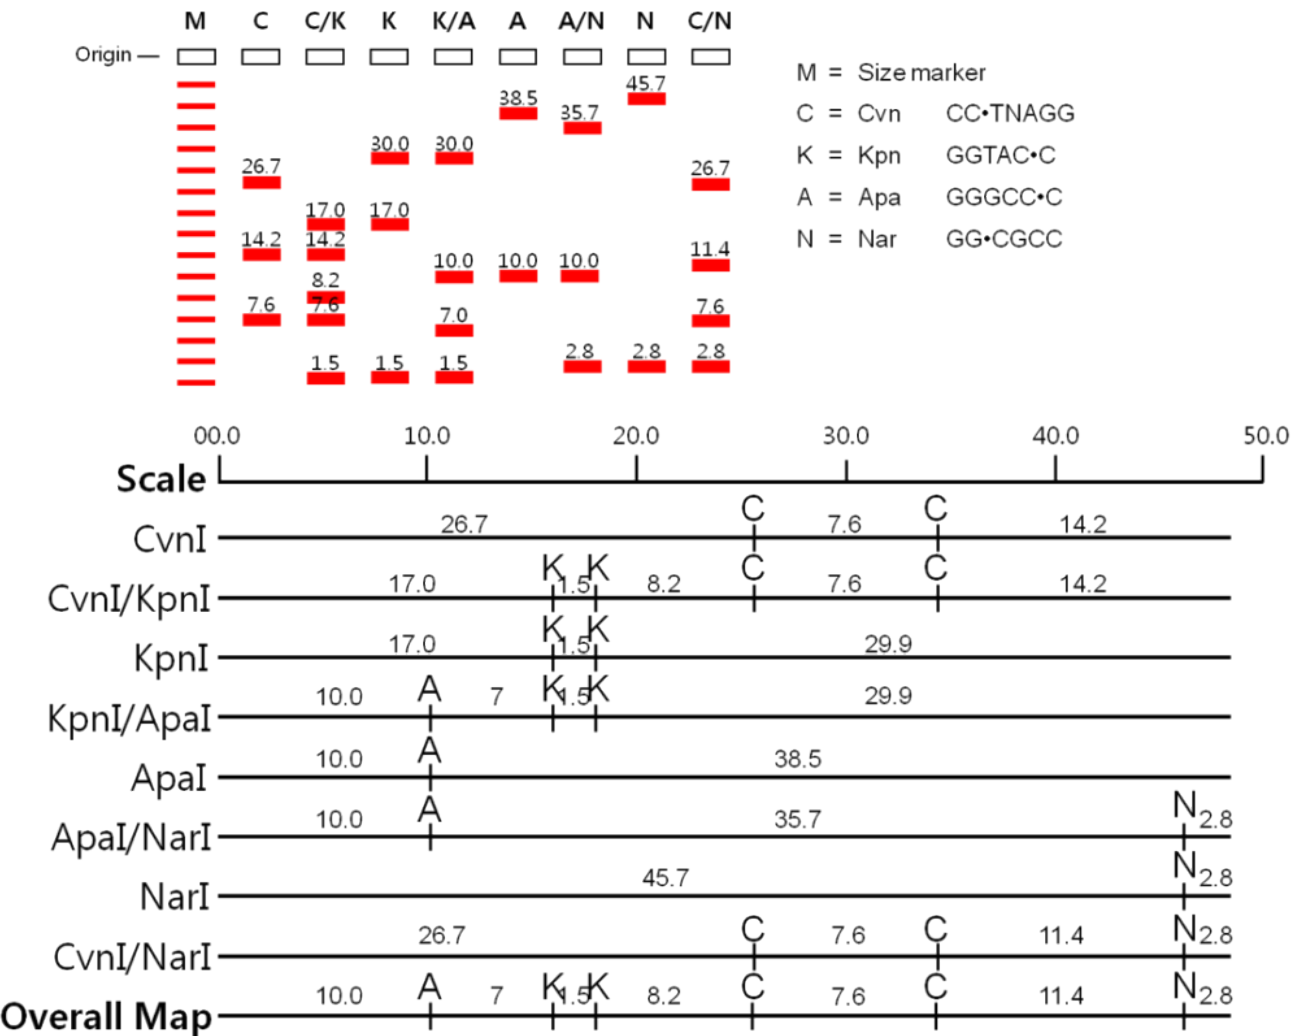 M C C/K K K/A A A/N N C/N
Origin —
45.7
38.5
35.7
30.0 30.0
26.7 26.7
17.0 17.0
14.2 14.2
11.4
10.0 10.0 10.0
8.2
7.6 7.6 7.6
7.0
2.8 2.8 2.8
1.5 1.5 1.5
M = Size marker
C = Cvn CC•TNAGG
K = Kpn GGTAC•C
A = Apa GGGCC•C
N = Nar GG•CGCC
00.0 10.0 20.0 30.0 40.0 50.0
Scale
CvnI 26.7 C 7.6 C 14.2
CvnI/KpnI 17.0 K 1.5 K 8.2 C 7.6 C 14.2
KpnI 17.0 K 1.5 K 29.9
KpnI/ApaI 10.0 A 7 K 1.5 K 29.9
ApaI 10.0 A 38.5
ApaI/NarI 10.0 A 35.7 N 2.8
NarI 45.7 N 2.8
CvnI/NarI 26.7 C 7.6 C 11.4 N 2.8
Overall Map 10.0 A 7 K 1.5 K 8.2 C 7.6 C 11.4 N 2.8